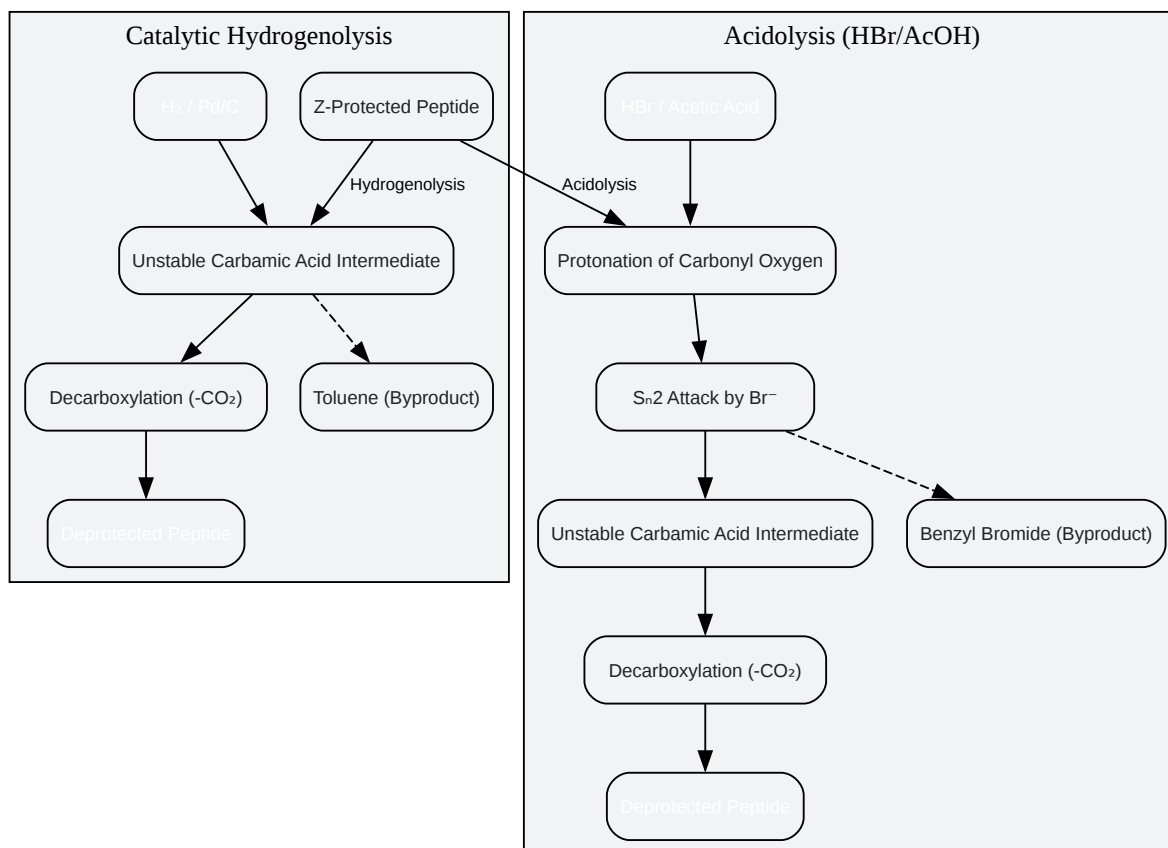 Catalytic Hydrogenolysis
H₂ / Pd/C
Z-Protected Peptide
Hydrogenolysis
Unstable Carbamic Acid Intermediate
Decarboxylation (-CO₂)
Toluene (Byproduct)
Deprotected Peptide
Acidolysis (HBr/AcOH)
HBr / Acetic Acid
Acidolysis
Protonation of Carbonyl Oxygen
Sₙ2 Attack by Br⁻
Unstable Carbamic Acid Intermediate
Benzyl Bromide (Byproduct)
Decarboxylation (-CO₂)
Deprotected Peptide